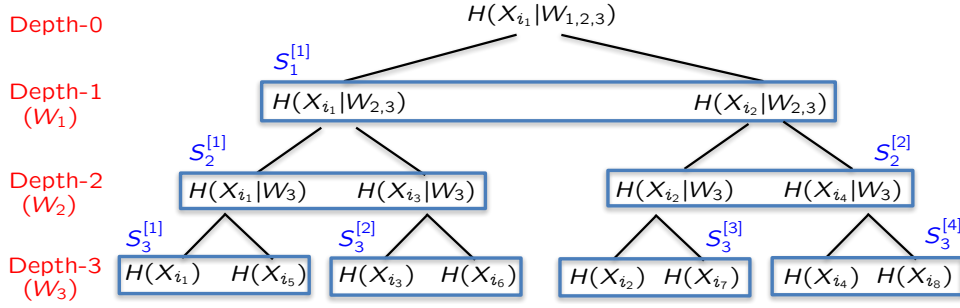 Depth-0 H(X_{i_1}|W_{1,2,3})
S_1^{[1]}
Depth-1 H(X_{i_1}|W_{2,3}) H(X_{i_2}|W_{2,3})
(W_1)
S_2^{[1]} S_2^{[2]}
Depth-2 H(X_{i_1}|W_3) H(X_{i_3}|W_3) H(X_{i_2}|W_3) H(X_{i_4}|W_3)
(W_2)
S_3^{[1]} S_3^{[2]} S_3^{[3]} S_3^{[4]}
Depth-3 H(X_{i_1}) H(X_{i_5}) H(X_{i_3}) H(X_{i_6}) H(X_{i_2}) H(X_{i_7}) H(X_{i_4}) H(X_{i_8})
(W_3)